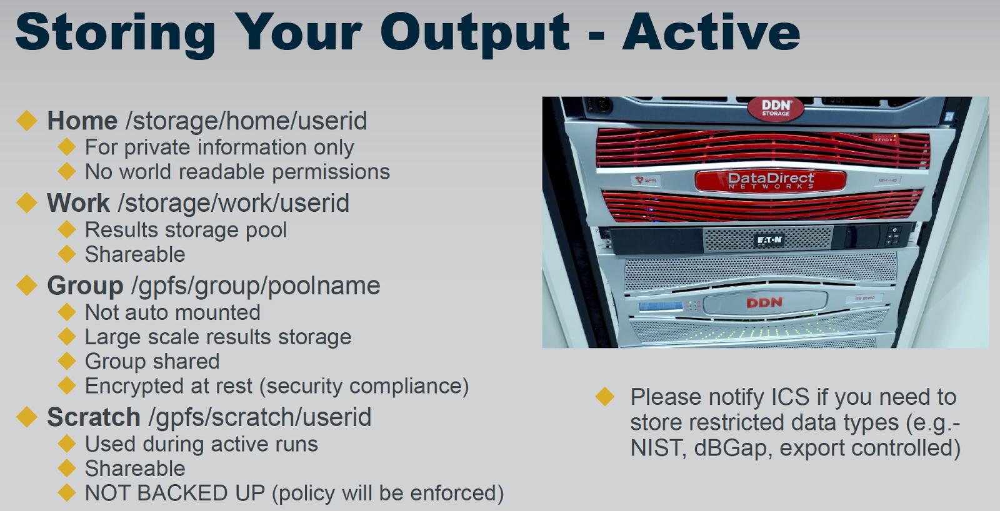 Storing Your Output - Active
Home /storage/home/userid
For private information only
No world readable permissions
Work /storage/work/userid
Results storage pool
Shareable
Group /gpfs/group/poolname
Not auto mounted
Large scale results storage
Group shared
Encrypted at rest (security compliance)
Scratch /gpfs/scratch/userid
Used during active runs
Shareable
NOT BACKED UP (policy will be enforced)
DDN
STORAGE
DataDirect
NETWORKS
SFA
EATON
DDN
Please notify ICS if you need to
store restricted data types (e.g.-
NIST, dBGap, export controlled)